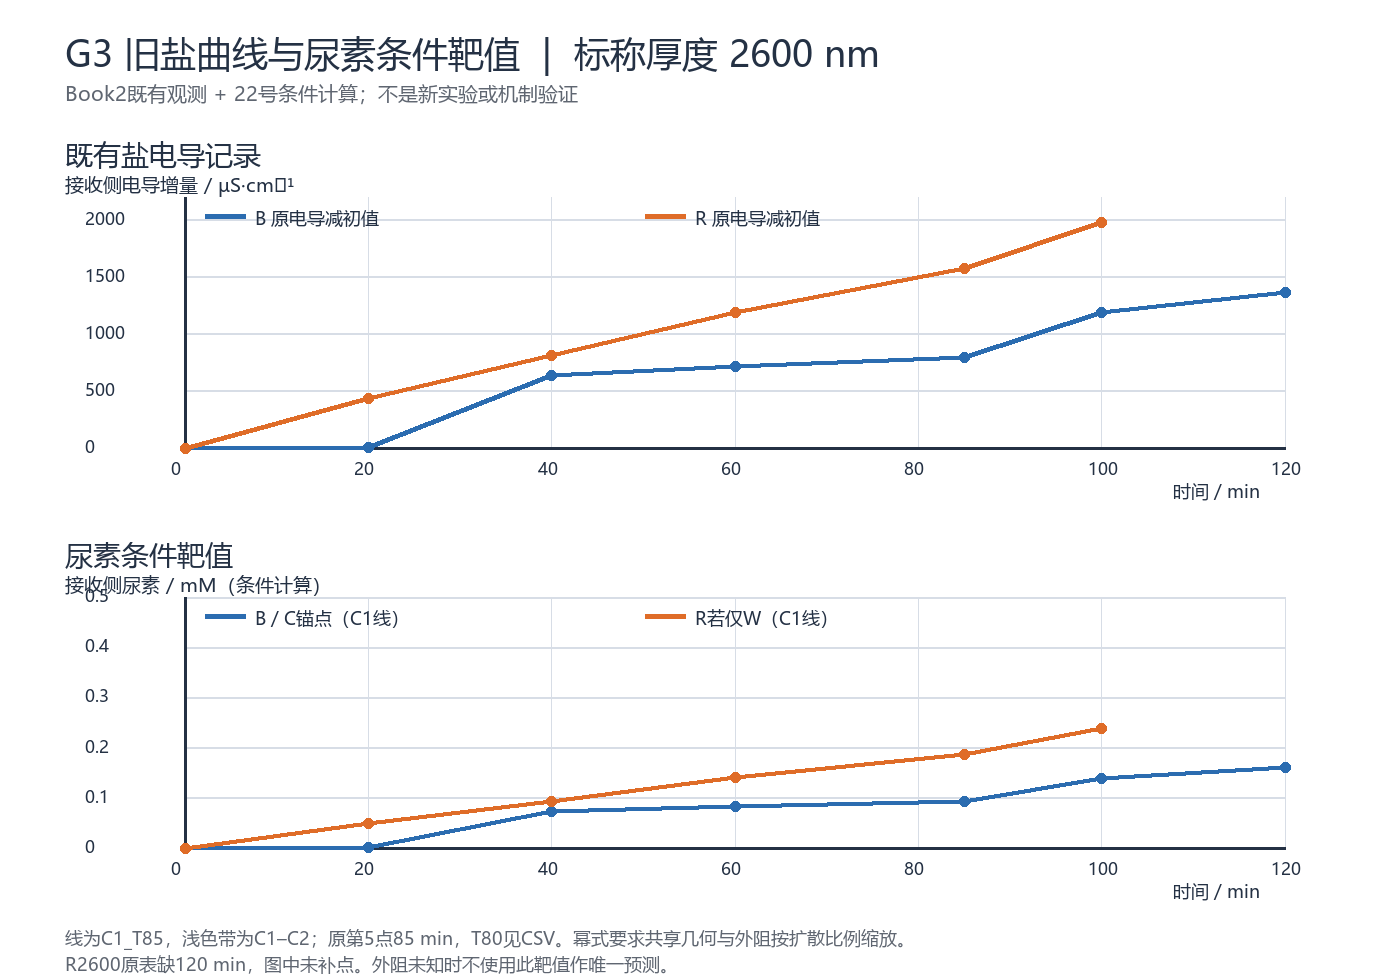 G3 旧盐曲线与尿素条件靶值 | 标称厚度 2600 nm
Book2既有观测 + 22号条件计算；不是新实验或机制验证
既有盐电导记录
接收侧电导增量 / µS·cm□¹
B 原电导减初值
R 原电导减初值
2000
1500
1000
500
0
0 20 40 60 80 100 120
时间 / min
尿素条件靶值
接收侧尿素 / mM（条件计算）
B / C锚点（C1线）
R若仅W（C1线）
0.5
0.4
0.3
0.2
0.1
0
0 20 40 60 80 100 120
时间 / min
线为C1_T85，浅色带为C1–C2；原第5点85 min，T80见CSV。幂式要求共享几何与外阻按扩散比例缩放。
R2600原表缺120 min，图中未补点。外阻未知时不使用此靶值作唯一预测。